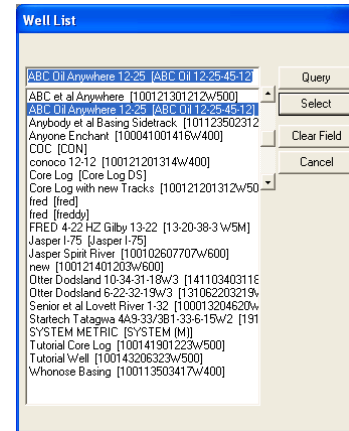 Well List
ABC Oil Anywhere 12-25 [ABC Oil 12-25-45-12]
Query
Select
Clear Field
Cancel
ABC et al Anywhere [100121301212W500]
ABC Oil Anywhere 12-25 [ABC Oil 12-25-45-12]
Anybody et al Basing Sidetrack [1001123502312
Anyone Enchant [100041001416W400]
COC [CON]
conoco 12-12 [100121201314W400]
Core Log [Core Log DS]
Core Log with new Tracks [100121201312W50
fred [fred]
fred [freddy]
FRED 4-22 HZ Gilby 13-22 [13-20-38-3 W5M]
Jasper I-75 [Jasper I-75]
Jasper Spirit River [100102607707W600]
new [100121401203W600]
Otter Dodsland 10-34-31-18W3 [141103403118
Otter Dodsland 6-22-32-19W3 [131062203219W
Senior et al Lovett River 1-32 [100013204620W
Startech Tatagwa 4A9-33/3B1-33-6-15W2 [191
SYSTEM METRIC [SYSTEM (M)]
Tutorial Core Log [100141901223W500]
Tutorial Well [100143206323W500]
Whonose Basing [100113503417W400]